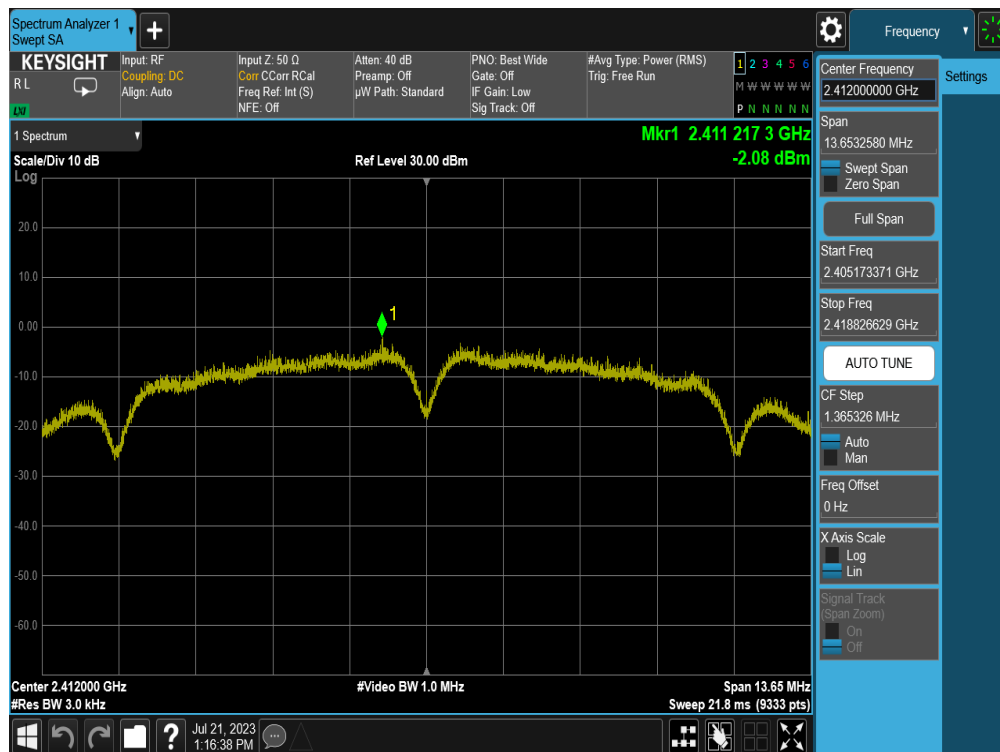 Spectrum Analyzer 1
Swept SA
Frequency
KEYSIGHT
R L
LXI
Input: RF
Coupling: DC
Align: Auto
Input Z: 50 Ω
Corr CCorr RCal
Freq Ref: Int (S)
NFE: Off
Atten: 40 dB
Preamp: Off
µW Path: Standard
PNO: Best Wide
Gate: Off
IF Gain: Low
Sig Track: Off
#Avg Type: Power (RMS)
Trig: Free Run
1 2 3 4 5 6
M W W W W W
P N N N N N
1 Spectrum
Scale/Div 10 dB
Log
Ref Level 30.00 dBm
Mkr1 2.411 217 3 GHz
-2.08 dBm
20.0
10.0
0.00
-10.0
-20.0
-30.0
-40.0
-50.0
-60.0
1
Center 2.412000 GHz
#Res BW 3.0 kHz
#Video BW 1.0 MHz
Span 13.65 MHz
Sweep 21.8 ms (9333 pts)
Jul 21, 2023
1:16:38 PM
Center Frequency
2.412000000 GHz
Settings
Span
13.6532580 MHz
Swept Span
Zero Span
Full Span
Start Freq
2.405173371 GHz
Stop Freq
2.418826629 GHz
AUTO TUNE
CF Step
1.365326 MHz
Auto
Man
Freq Offset
0 Hz
X Axis Scale
Log
Lin
Signal Track
(Span Zoom)
On
Off